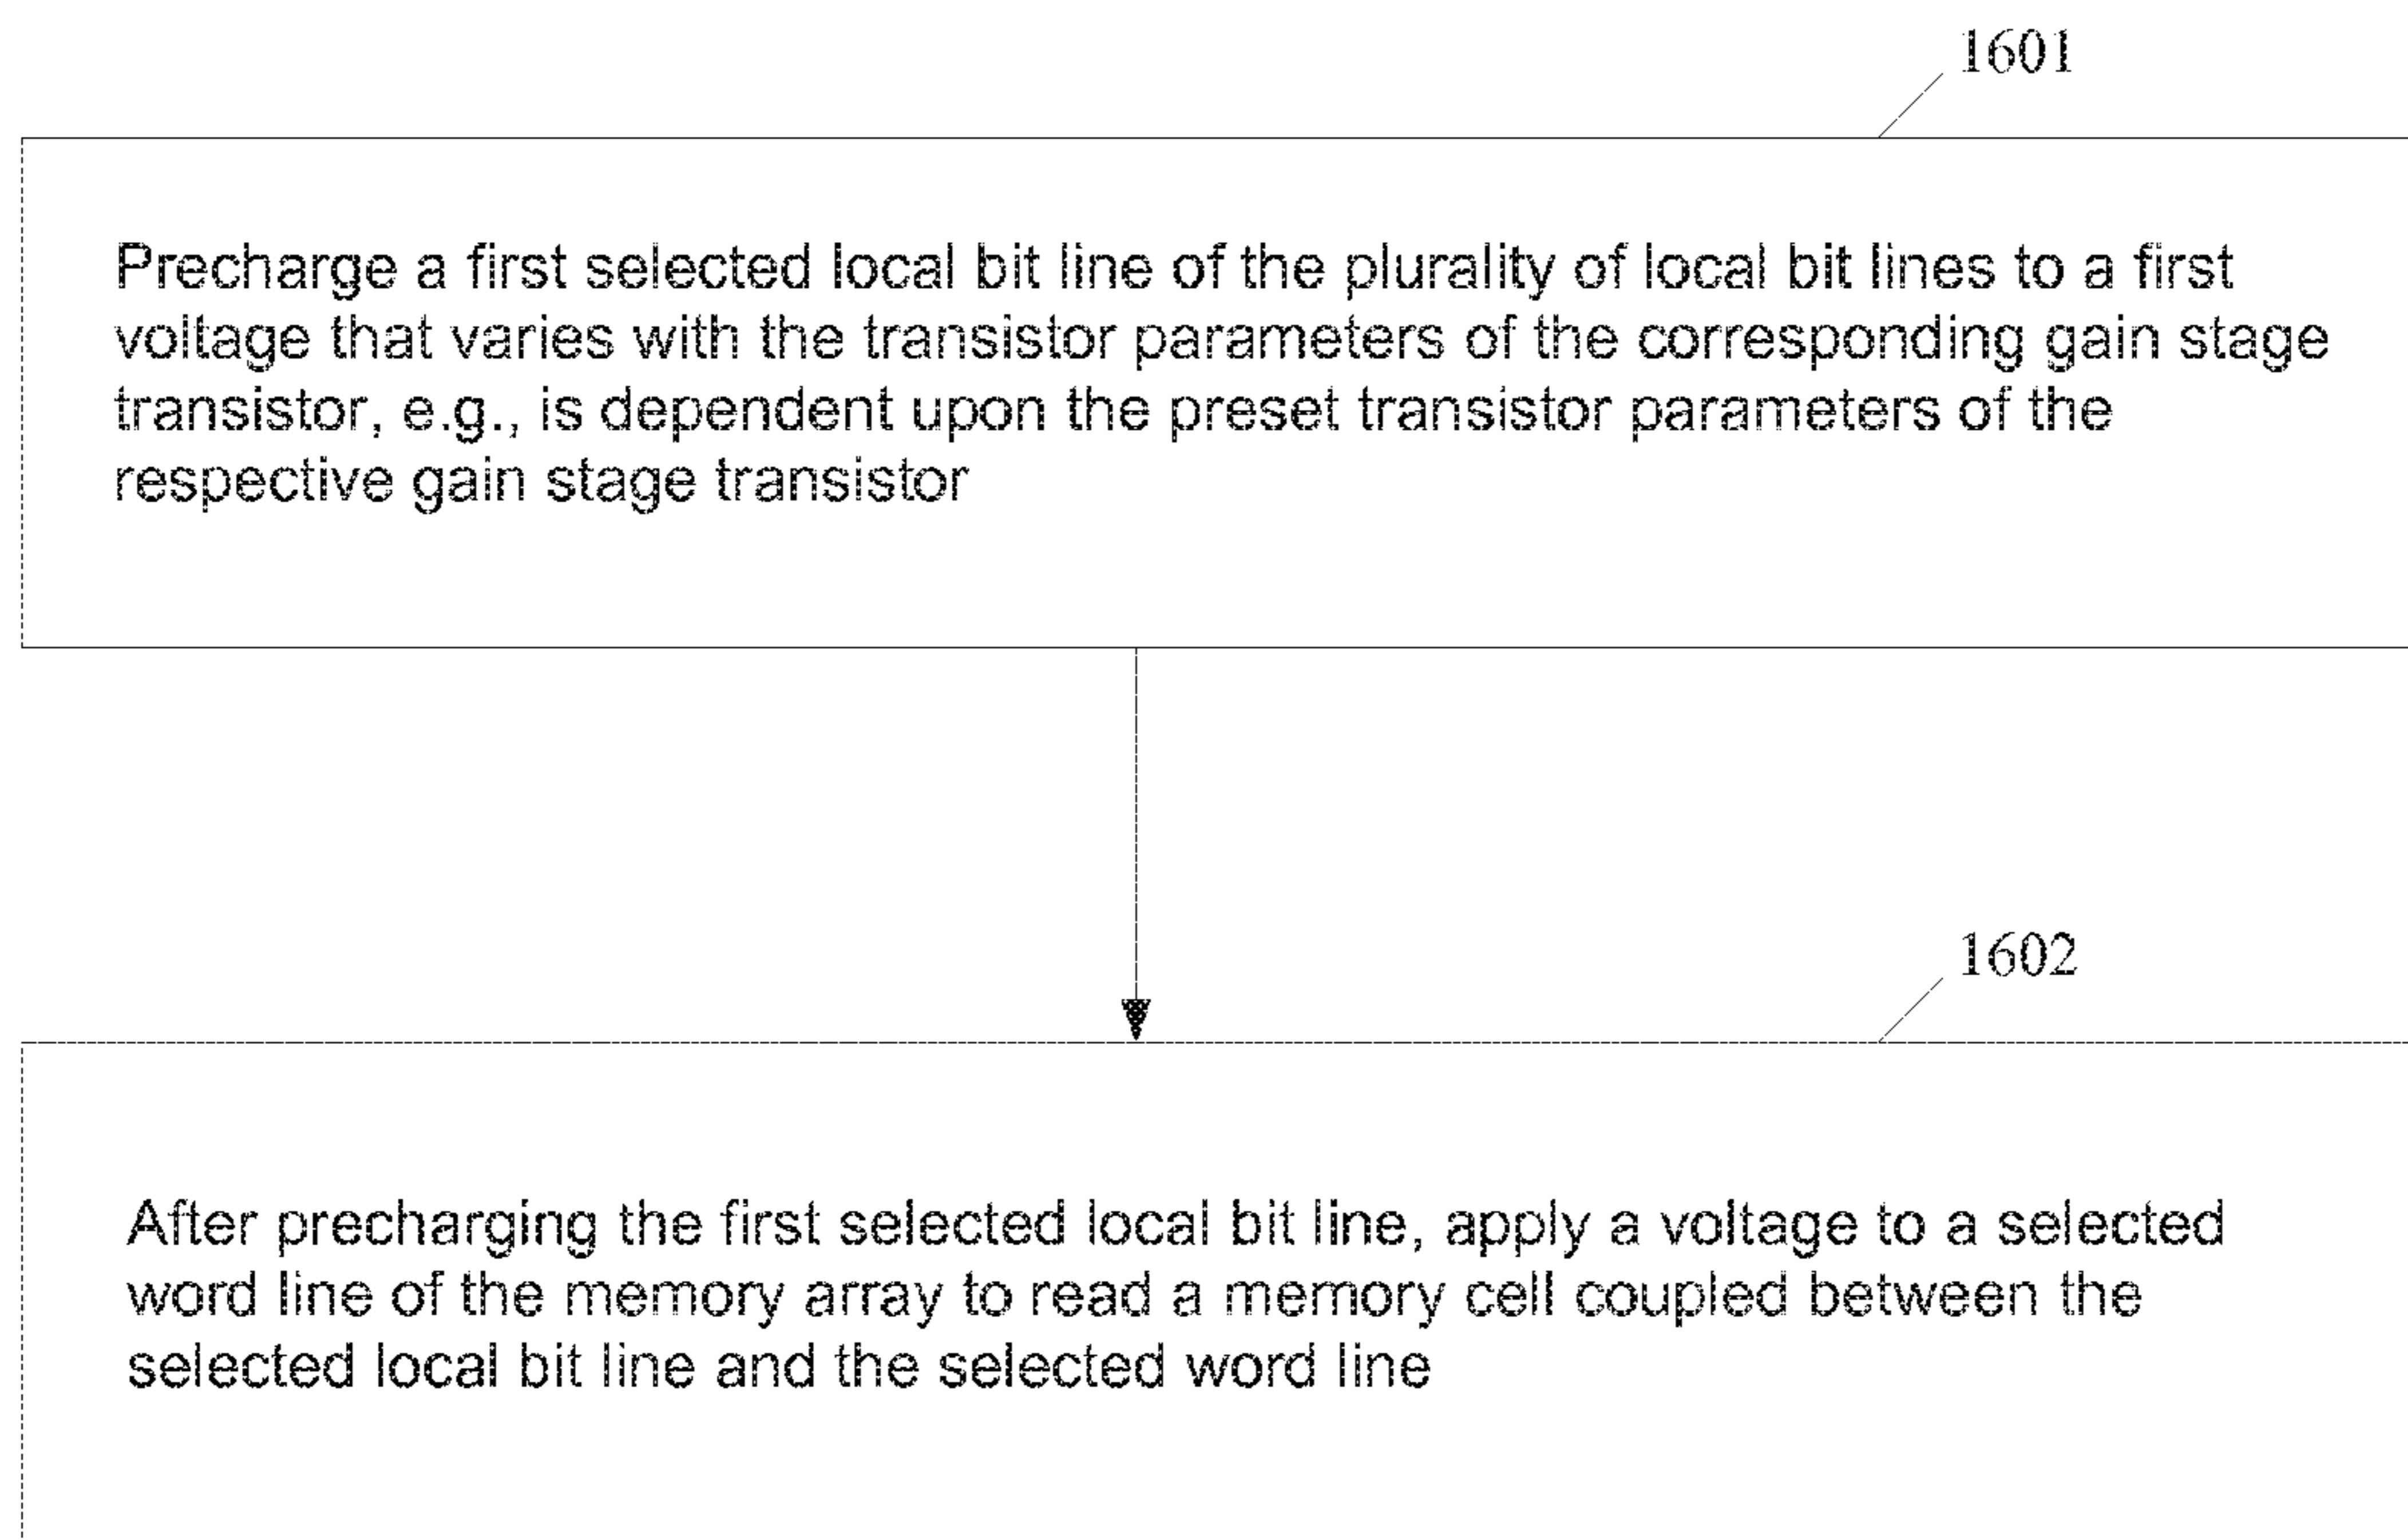 1601
Precharge a first selected local bit line of the plurality of local bit lines to a first
voltage that varies with the transistor parameters of the corresponding gain stage
transistor, e.g., is dependent upon the preset transistor parameters of the
respective gain stage transistor
1602
After precharging the first selected local bit line, apply a voltage to a selected
word line of the memory array to read a memory cell coupled between the
selected local bit line and the selected word line